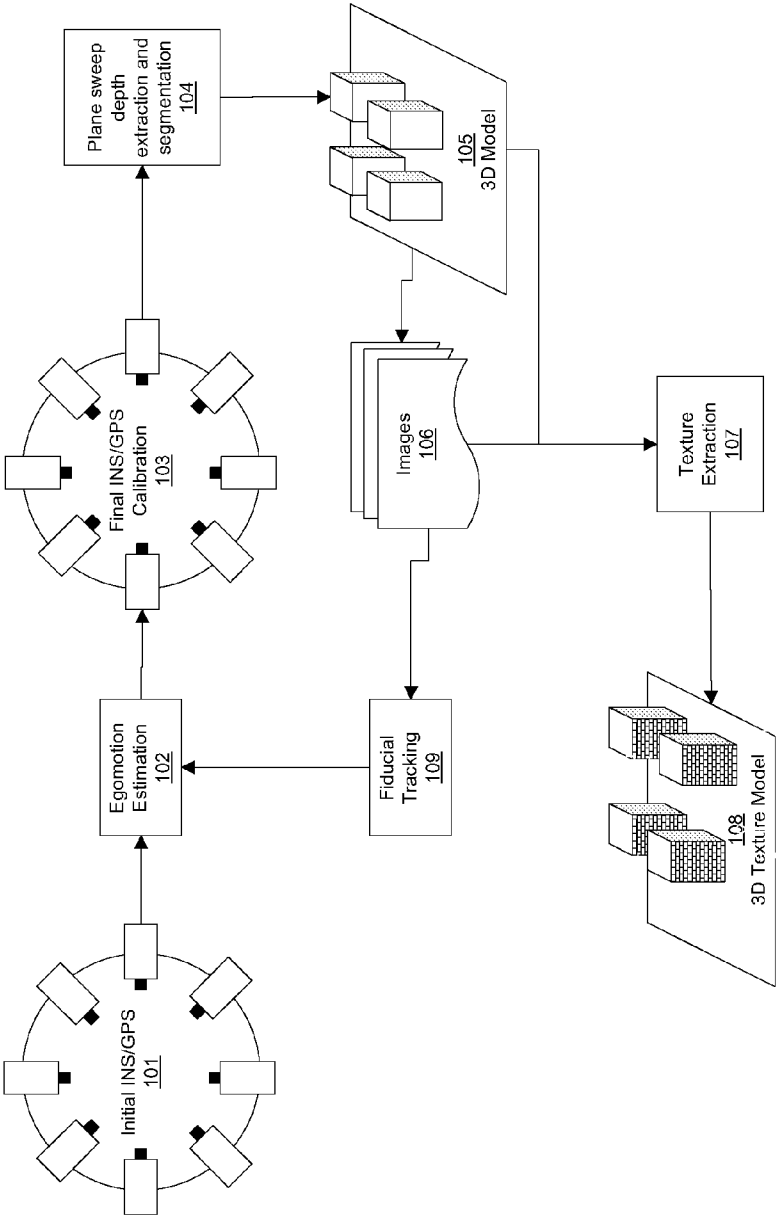 Initial INS/GPS
101
Egomotion
Estimation
102
Final INS/GPS
Calibration
103
Plane sweep
depth
extraction and
segmentation
104
105
3D Model
Images
106
Fiducial
Tracking
109
Texture
Extraction
107
108
3D Texture Model